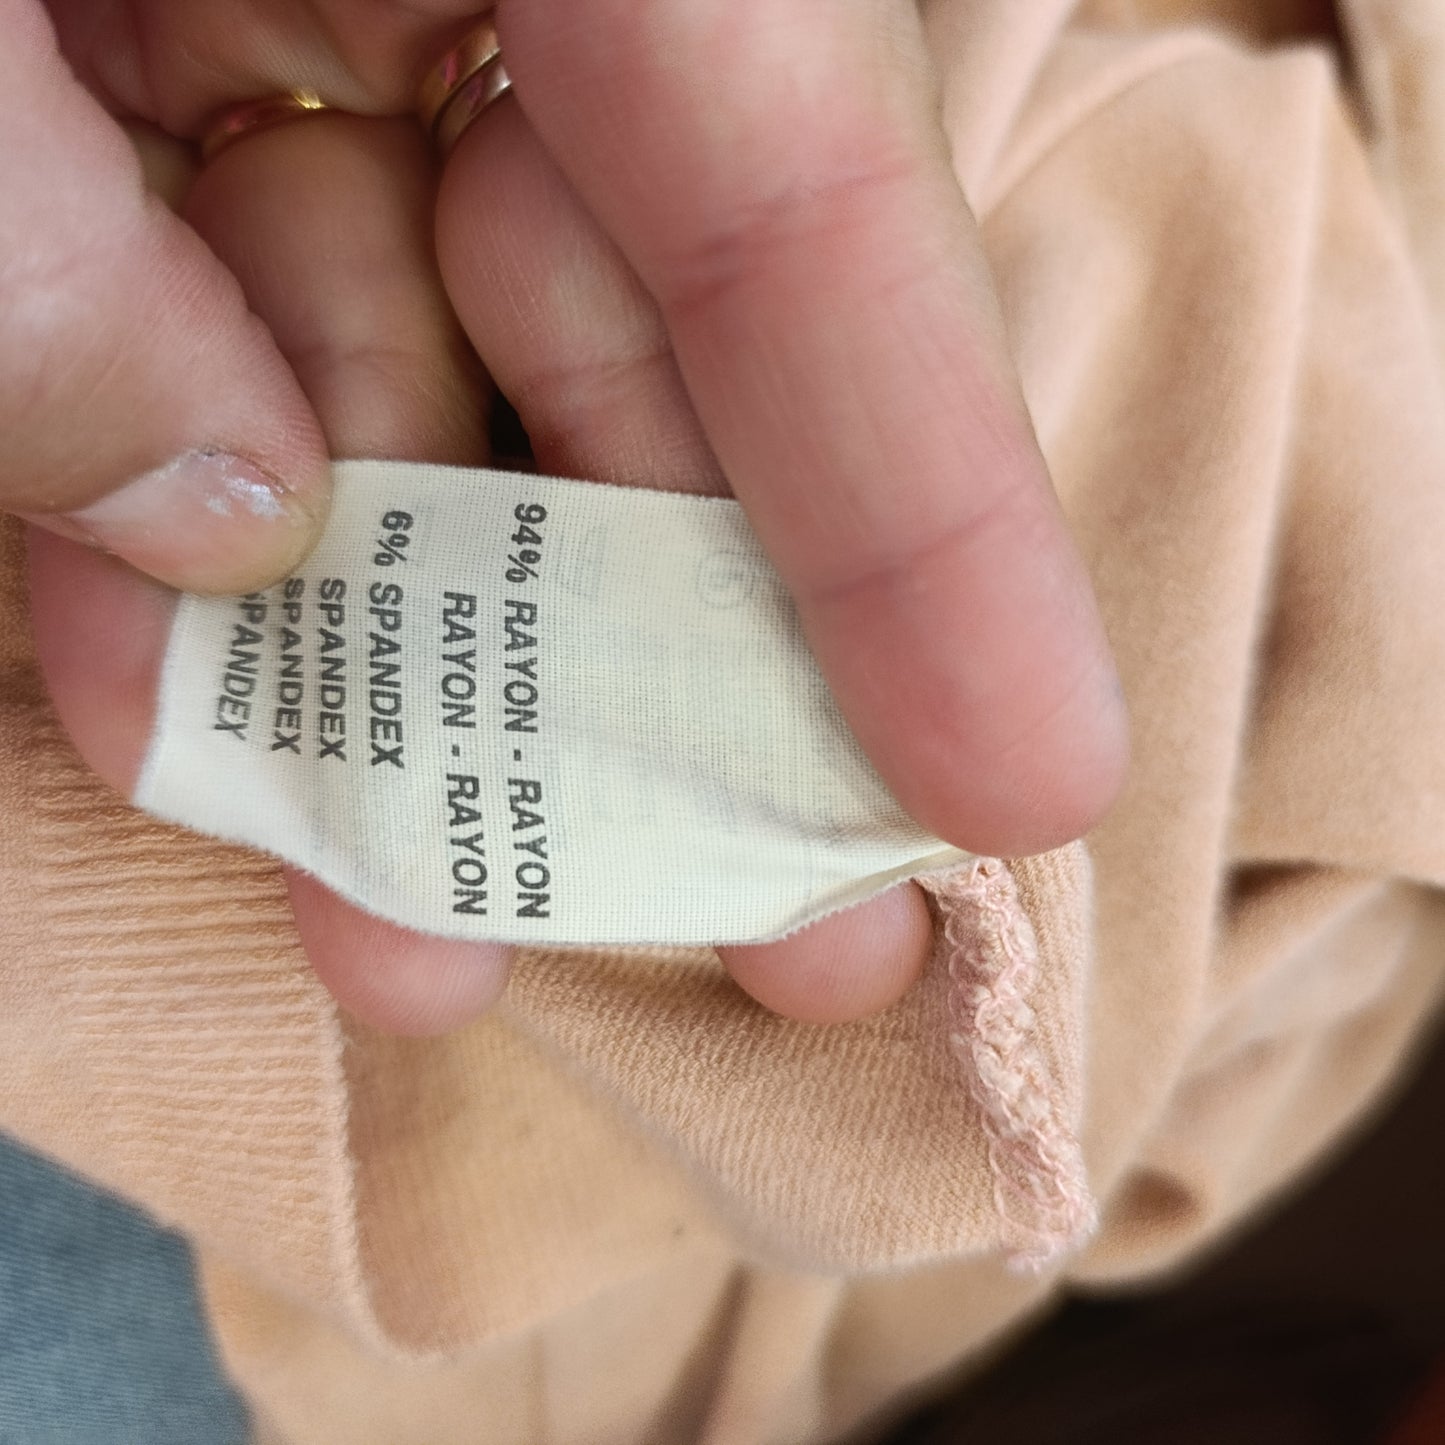 94% RAYON - RAYON
RAYON - RAYON
6% SPANDEX
SPANDEX
SPANDEX
SPANDEX